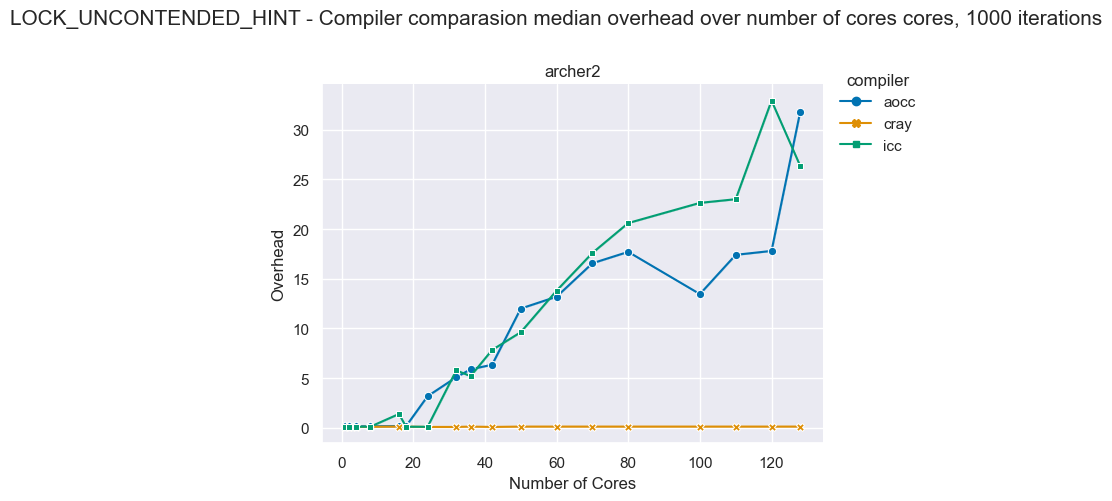 LOCK_UNCONTENDED_HINT - Compiler comparasion median overhead over number of cores cores, 1000 iterations
archer2
compiler
aocc
cray
icc
30
25
20
15
10
5
0
Overhead
0 20 40 60 80 100 120
Number of Cores